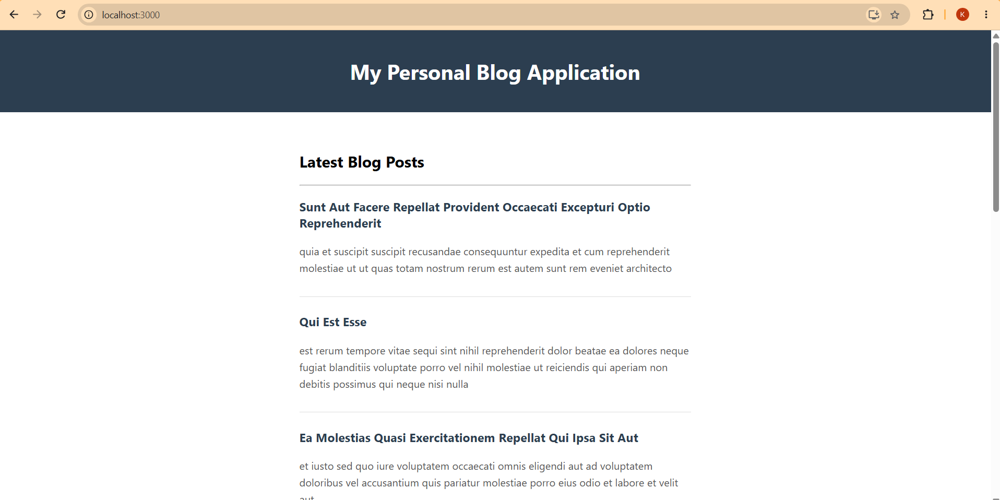 localhost:3000
K
My Personal Blog Application
Latest Blog Posts
Sunt Aut Facere Repellat Provident Occaecati Excepturi Optio
Reprehenderit
quia et suscipit suscipit recusandae consequuntur expedita et cum reprehenderit
molestiae ut ut quas totam nostrum rerum est autem sunt rem eveniet architecto
Qui Est Esse
est rerum tempore vitae sequi sint nihil reprehenderit dolor beatae ea dolores neque
fugiat blanditiis voluptate porro vel nihil molestiae ut reiciendis qui aperiam non
debitis possimus qui neque nisi nulla
Ea Molestias Quasi Exercitationem Repellat Qui Ipsa Sit Aut
et iusto sed quo iure voluptatem occaecati omnis eligendi aut ad voluptatem
doloribus vel accusantium quis pariatur molestiae porro eius odio et labore et velit
aut